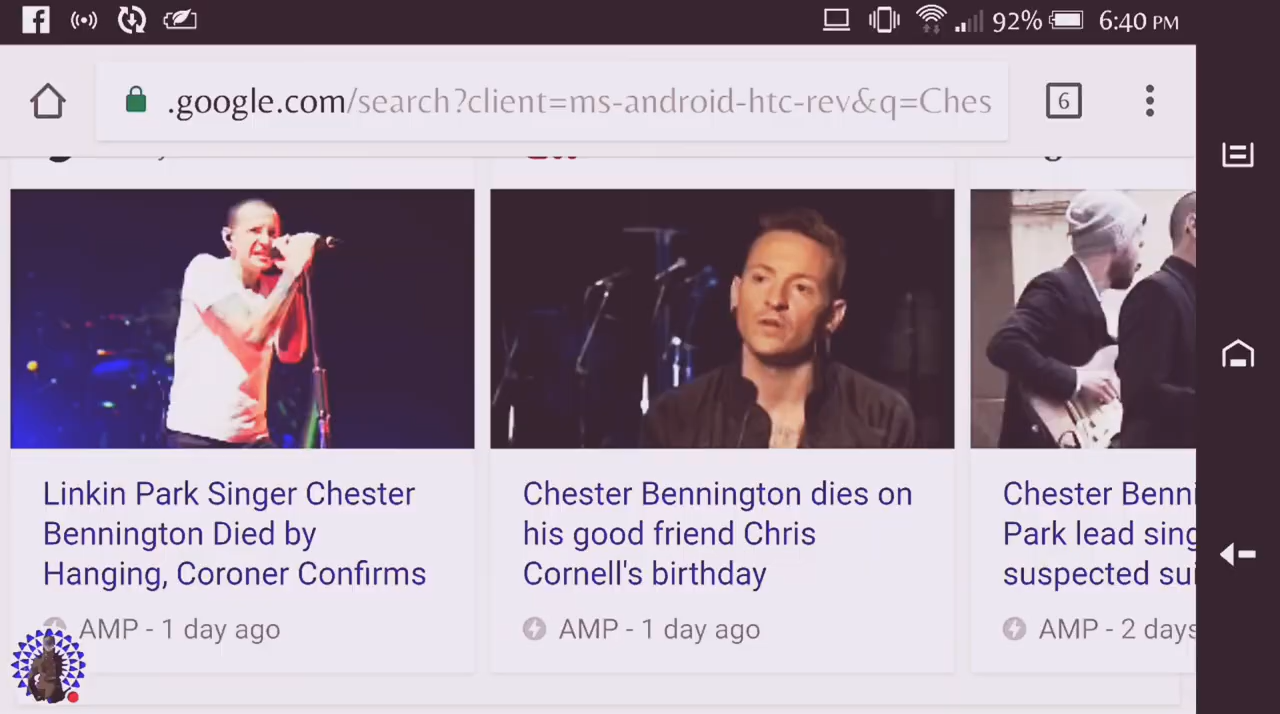 92% 6:40 PM
.google.com/search?client=ms-android-htc-rev&q=Ches
6
Linkin Park Singer Chester
Bennington Died by
Hanging, Coroner Confirms
AMP - 1 day ago
Chester Bennington dies on
his good friend Chris
Cornell's birthday
AMP - 1 day ago
Chester Benni
Park lead sing
suspected sui
AMP - 2 days